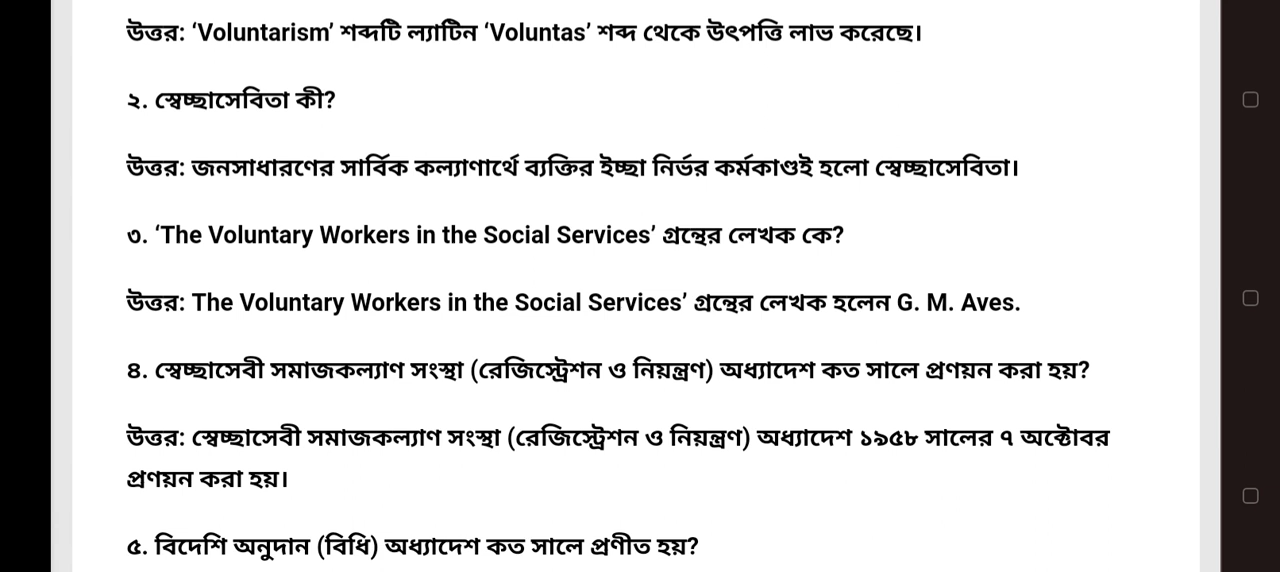 উত্তর: ‘Voluntarism’ শব্দটি ল্যাটিন ‘Voluntas’ শব্দ থেকে উৎপত্তি লাভ করেছে।
২. স্বেচ্ছাসেবিতা কী?
উত্তর: জনসাধারণের সার্বিক কল্যাণার্থে ব্যক্তির ইচ্ছা নির্ভর কর্মকাণ্ডই হলো স্বেচ্ছাসেবিতা।
৩. ‘The Voluntary Workers in the Social Services’ গ্রন্থের লেখক কে?
উত্তর: The Voluntary Workers in the Social Services’ গ্রন্থের লেখক হলেন G. M. Aves.
৪. স্বেচ্ছাসেবী সমাজকল্যাণ সংস্থা (রেজিস্ট্রেশন ও নিয়ন্ত্রণ) অধ্যাদেশ কত সালে প্রণয়ন করা হয়?
উত্তর: স্বেচ্ছাসেবী সমাজকল্যাণ সংস্থা (রেজিস্ট্রেশন ও নিয়ন্ত্রণ) অধ্যাদেশ ১৯৫৮ সালের ৭ অক্টোবর
প্রণয়ন করা হয়।
৫. বিদেশি অনুদান (বিধি) অধ্যাদেশ কত সালে প্রণীত হয়?